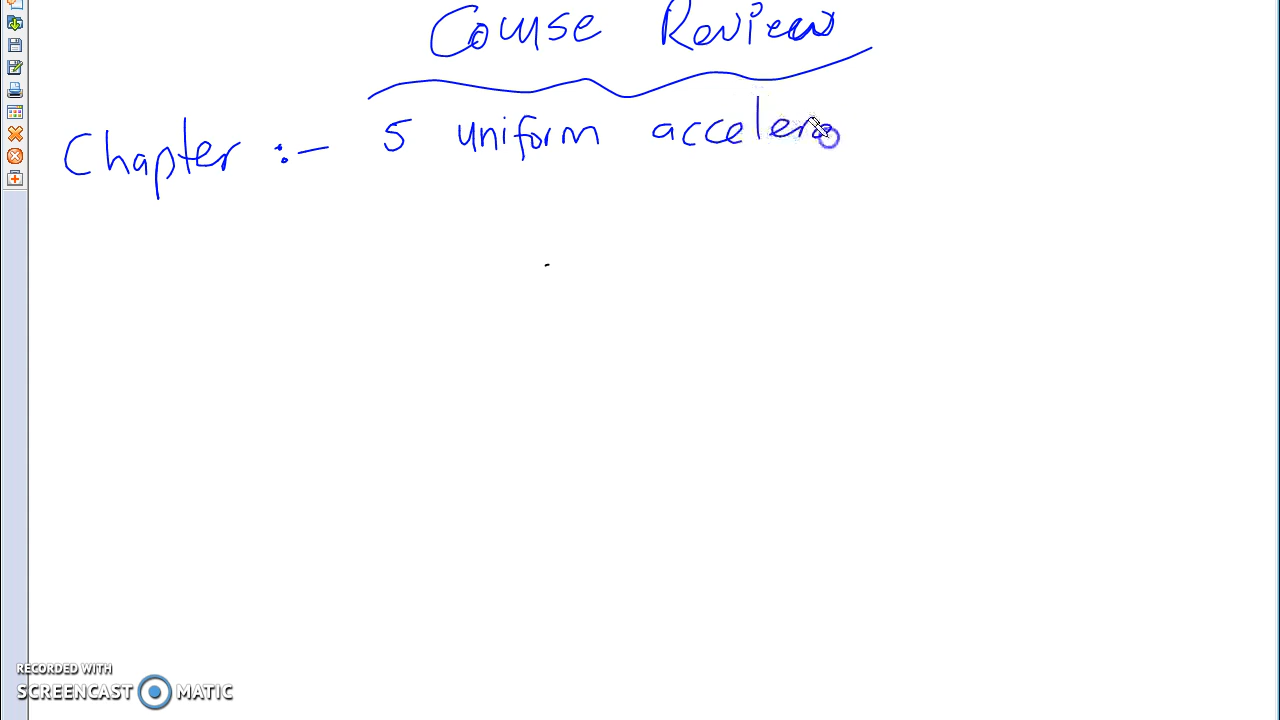 Course Review
Chapter :- 5 uniform accelera
RECORDED WITH
SCREENCAST MATIC